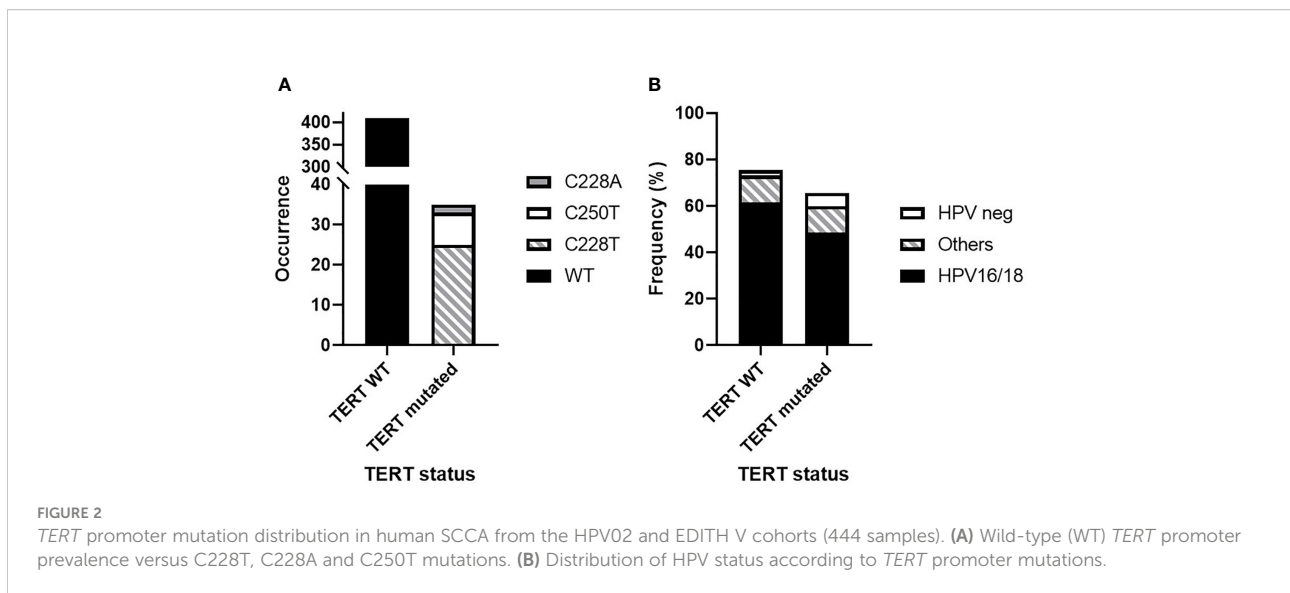 A
Occurrence
400
350
300
40
30
20
10
0
TERT WT
TERT mutated
TERT status
C228A
C250T
C228T
WT
B
Frequency (%)
100
80
60
40
20
0
TERT WT
TERT mutated
TERT status
HPV neg
Others
HPV16/18
FIGURE 2
TERT promoter mutation distribution in human SCCA from the HPV02 and EDITH V cohorts (444 samples). (A) Wild-type (WT) TERT promoter
prevalence versus C228T, C228A and C250T mutations. (B) Distribution of HPV status according to TERT promoter mutations.